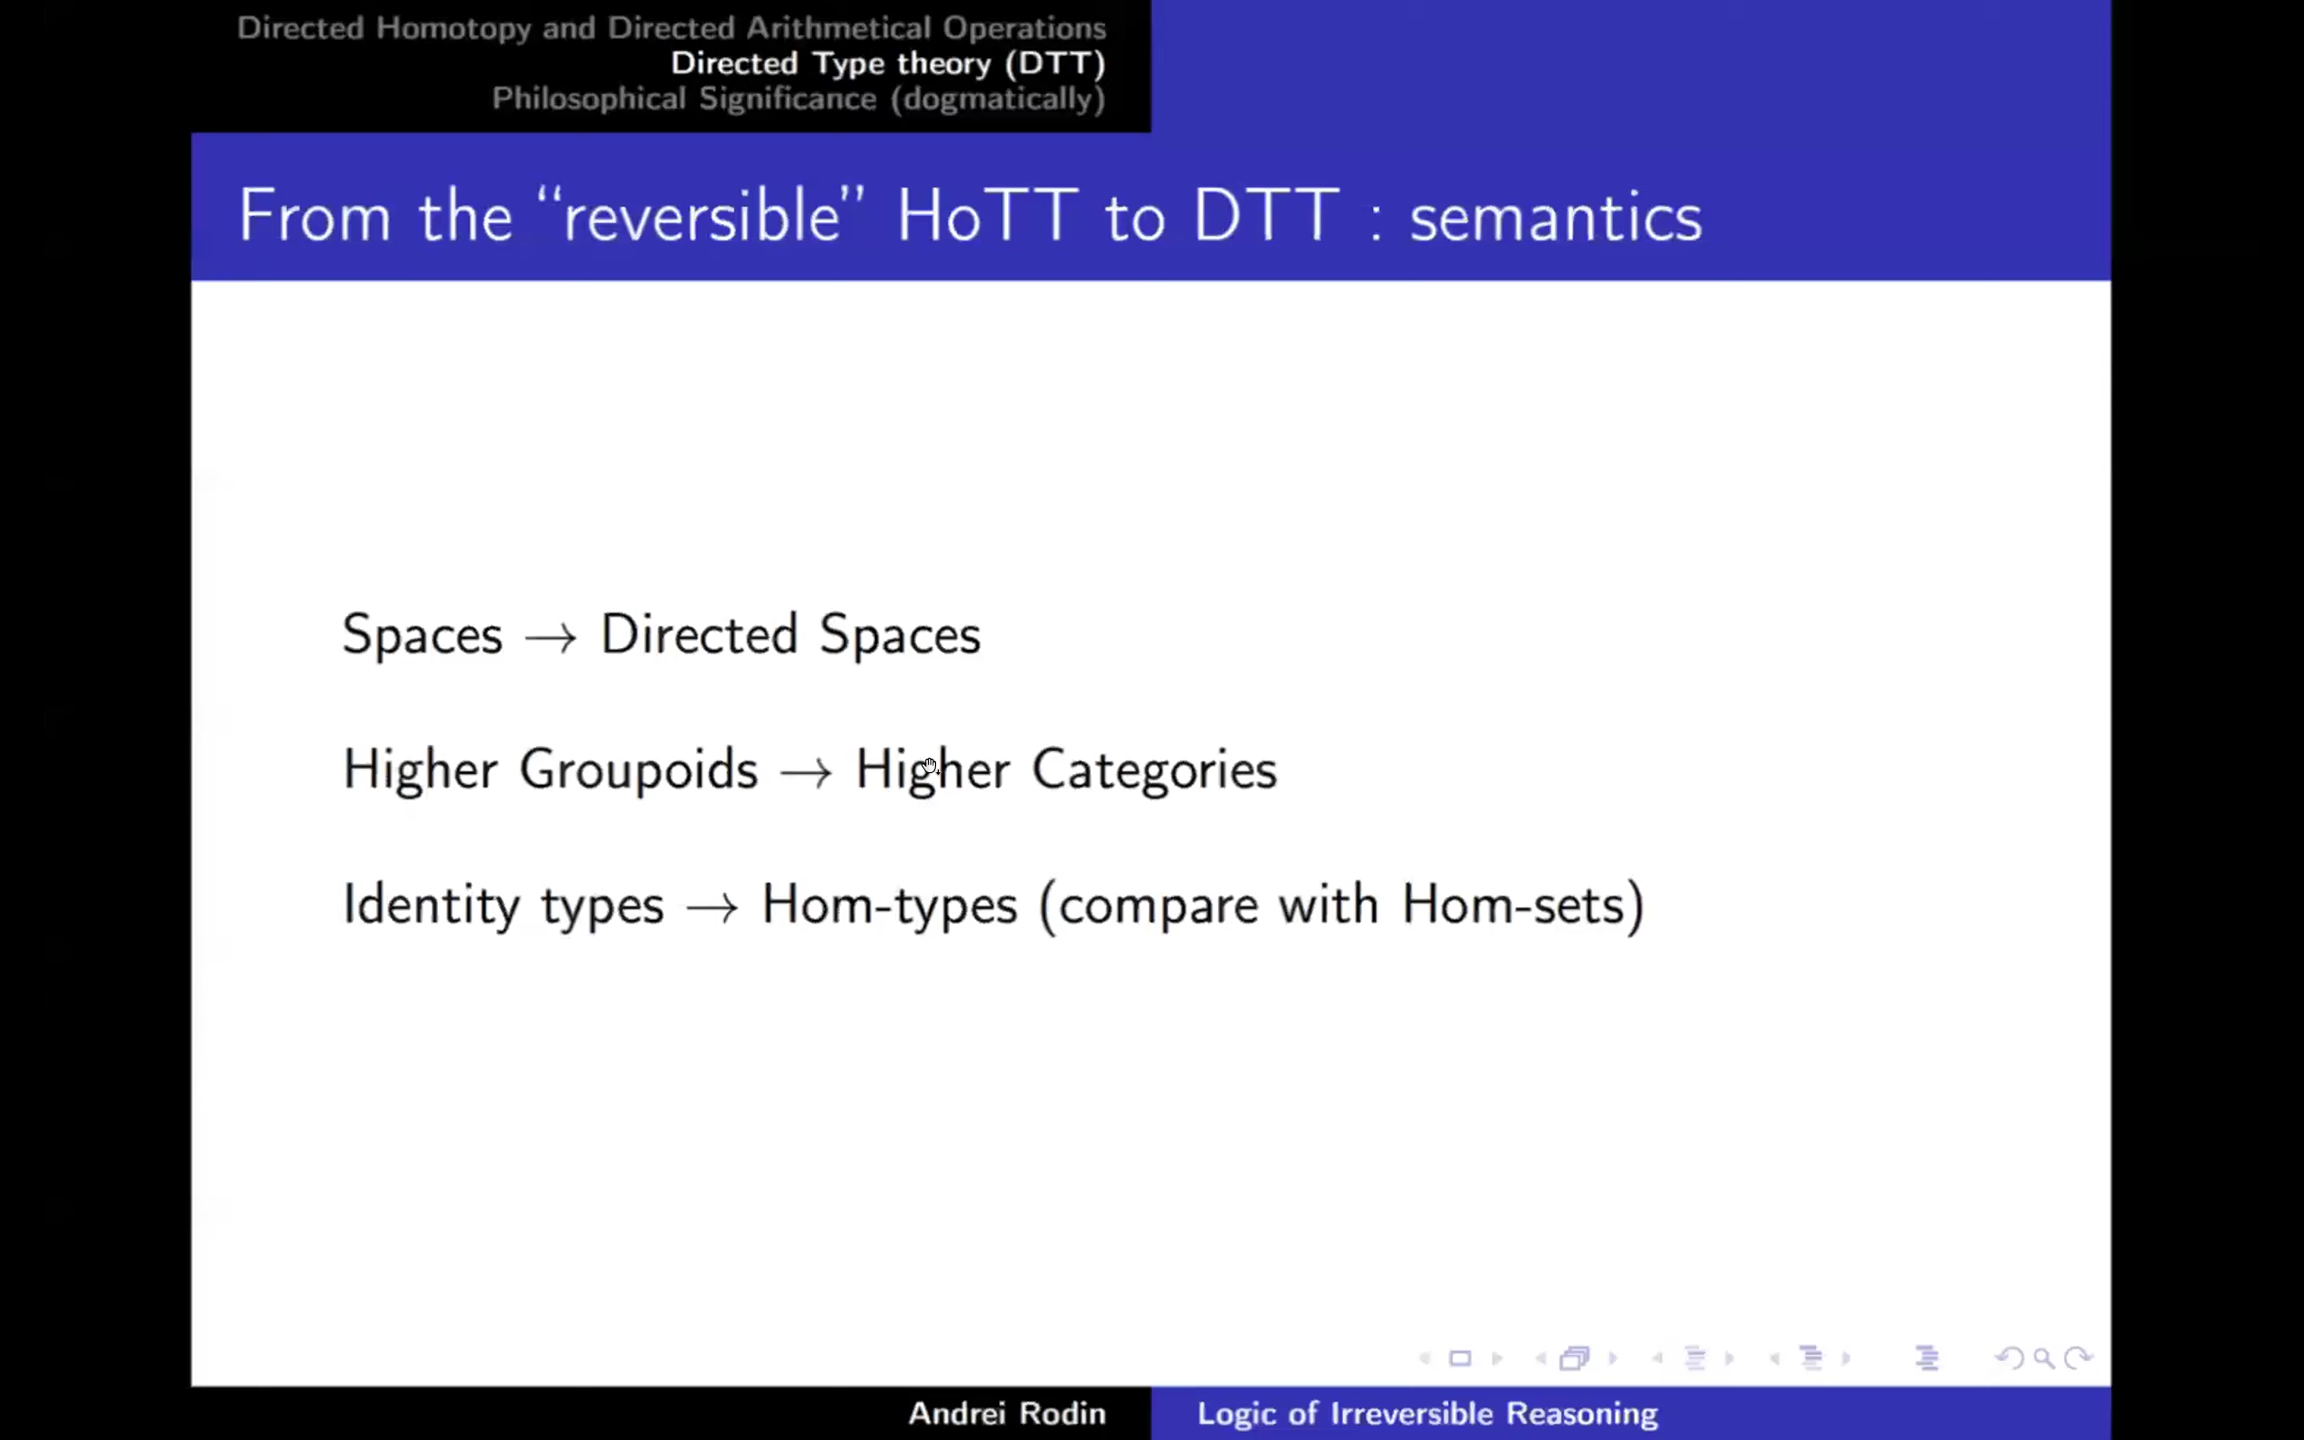 Directed Homotopy and Directed Arithmetical Operations
Directed Type theory (DTT)
Philosophical Significance (dogmatically)
From the “reversible” HoTT to DTT : semantics
Spaces → Directed Spaces
Higher Groupoids → Higher Categories
Identity types → Hom-types (compare with Hom-sets)
Andrei Rodin
Logic of Irreversible Reasoning